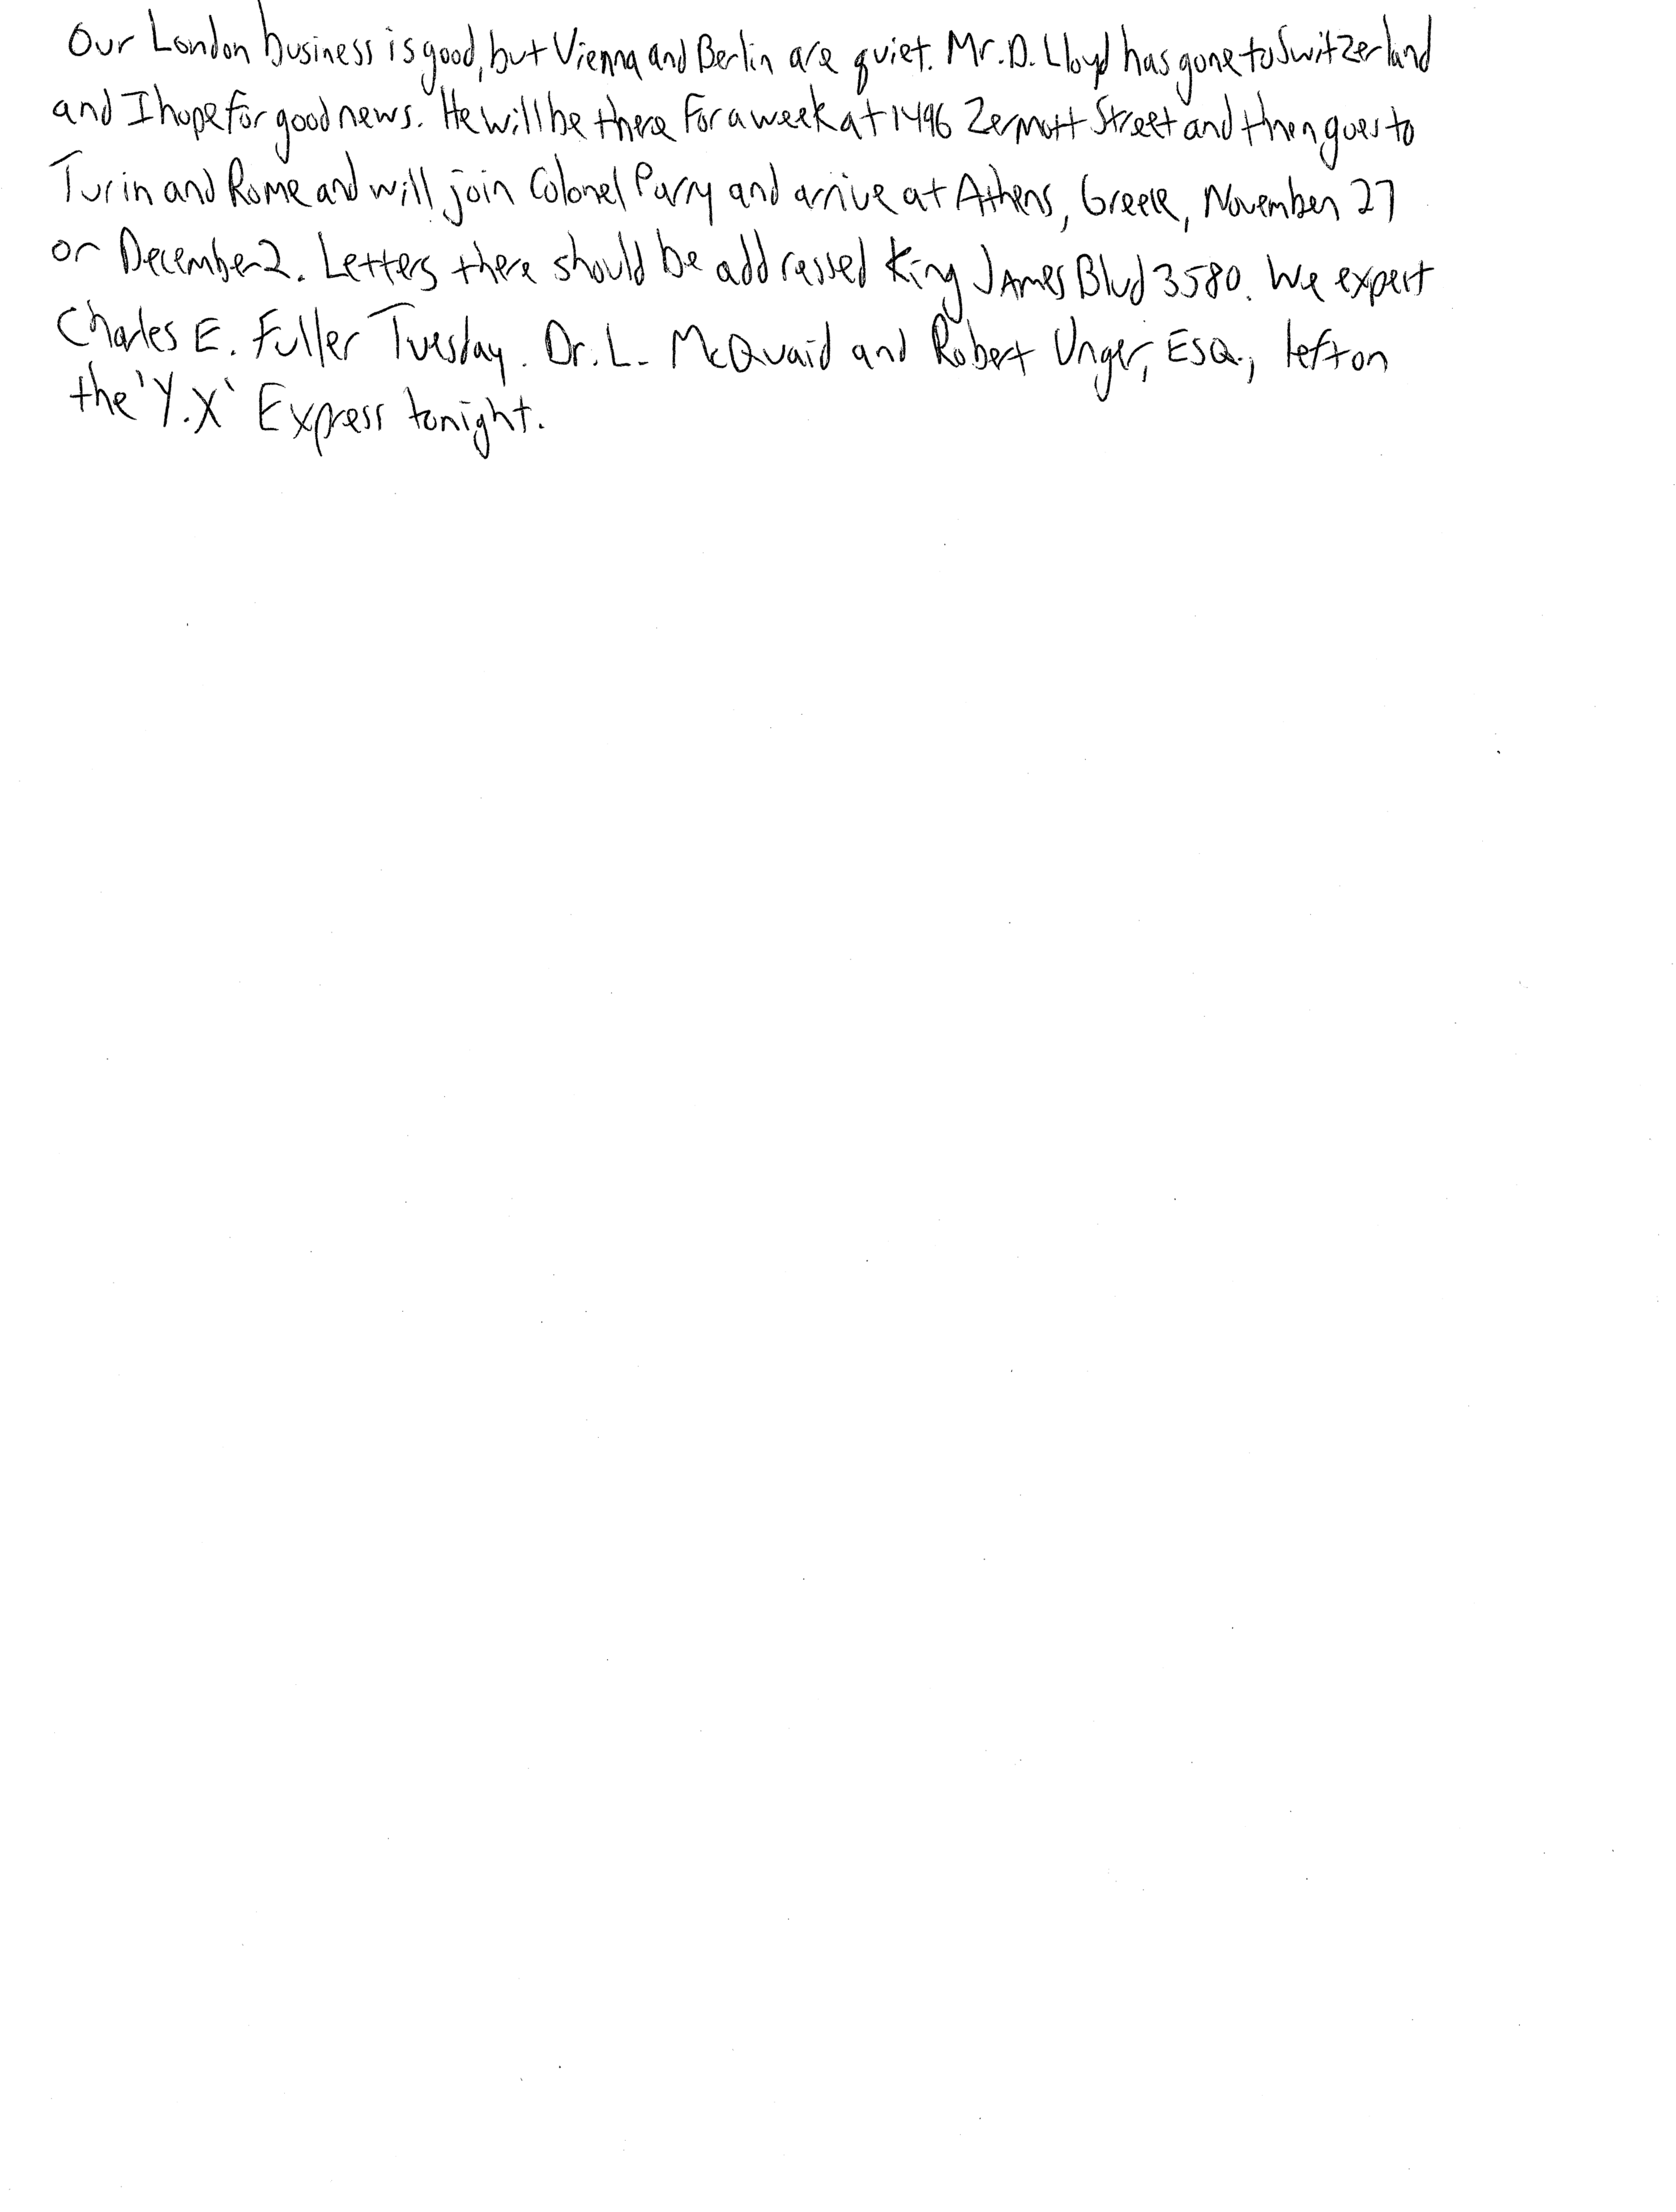 Our London business is good, but Vienna and Berlin are quiet. Mr. D. Lloyd has gone to Switzerland
and I hope for good news. He will be there for a week at 1496 Zermott Street and then goes to
Turin and Rome and will join Colonel Parry and arrive at Athens, Greece, November 27
or December 2. Letters there should be addressed King James Blvd 3580. We expect
Charles E. Fuller Tuesday. Dr. L. McQuaid and Robert Unger, Esq., left on
the 'Y.X' Express tonight.